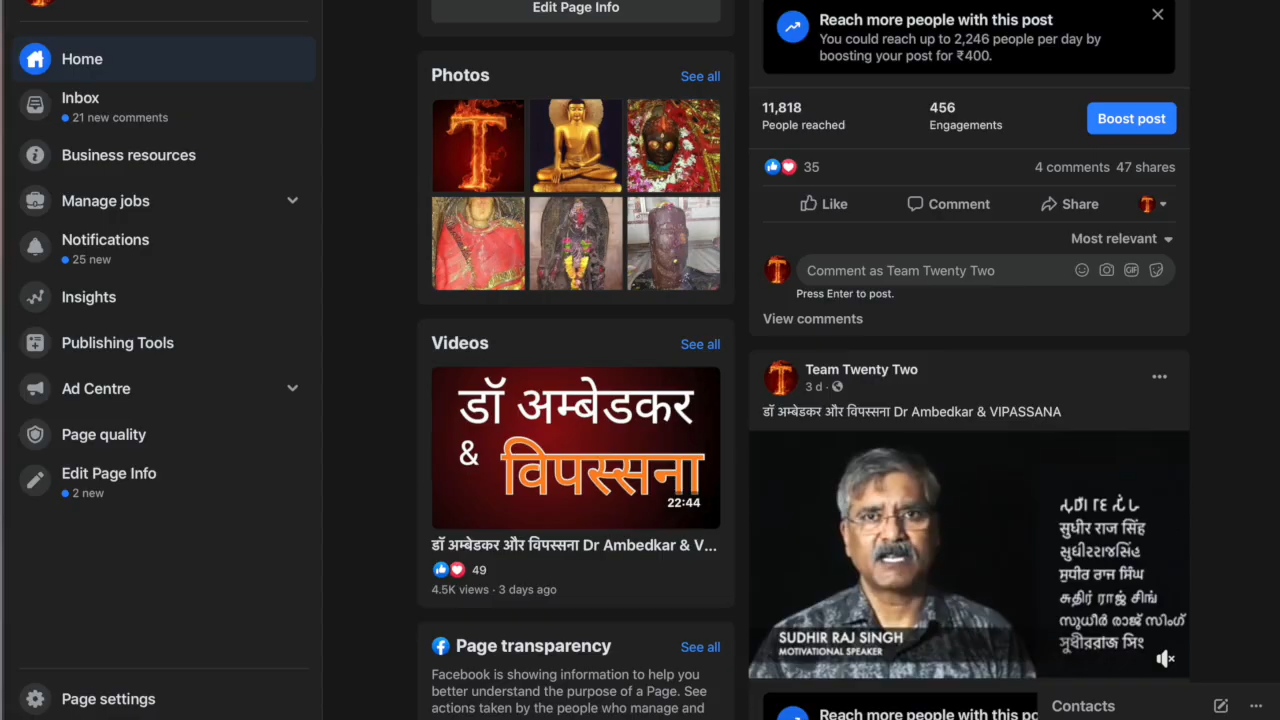 Home
Inbox
21 new comments
Business resources
Manage jobs
Notifications
25 new
Insights
Publishing Tools
Ad Centre
Page quality
Edit Page Info
2 new
Page settings
Edit Page Info
Photos
See all
T
Videos
See all
डॉ अम्बेडकर
&
विपस्सना
22:44
डॉ अम्बेडकर और विपस्सना Dr Ambedkar & V...
49
4.5K views · 3 days ago
Page transparency
See all
Facebook is showing information to help you
better understand the purpose of a Page. See
actions taken by the people who manage and
Reach more people with this post
You could reach up to 2,246 people per day by
boosting your post for ₹400.
11,818
People reached
456
Engagements
Boost post
35
4 comments 47 shares
Like
Comment
Share
Most relevant
Comment as Team Twenty Two
GIF
Press Enter to post.
View comments
Team Twenty Two
3 d ·
डॉ अम्बेडकर और विपस्सना Dr Ambedkar & VIPASSANA
सुधीर राज सिंह
સુધીરરાજસિંહ
ਸੁਧੀਰ ਰਾਜ ਸਿੰਘ
சுதிர் ராஜ் சிங்
സുധീർ രാജ് സിംഗ്
SUDHIR RAJ SINGH
MOTIVATIONAL SPEAKER
Reach more people with this po
Contacts